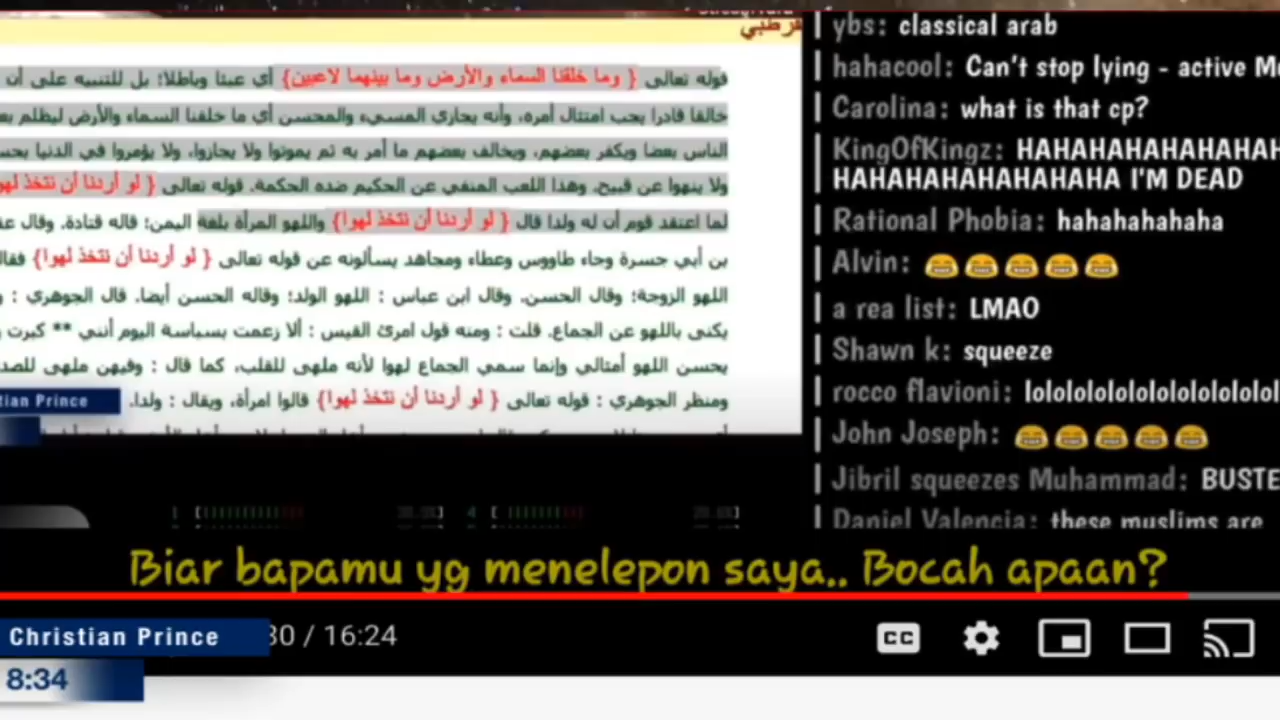 قوله تعالى { وما خلقنا السماء والأرض وما بينهما لاعبين} أي عبثا وباطلا؛ بل للتنبيه على أن
خالقا قادرا يجب امتثال أمره، وأنه يجازي المسيء والمحسن أي ما خلقنا السماء والأرض ليظلم
الناس بعضا ويكفر بعضهم، ويخالف بعضهم ما أمر به ثم يموتوا ولا يجازوا، ولا يؤمروا في الدنيا
ولا ينهوا عن قبيح. وهذا اللعب المنفي عن الحكيم ضده الحكمة. قوله تعالى { لو أردنا أن نتخذ
لما اعتقد قوم أن له ولدا قال { لو أردنا أن نتخذ لهوا} واللهو المرأة بلغة اليمن؛ قاله قتادة. وقال
بن أبي جسرة وجاء طاووس وعطاء ومجاهد يسألونه عن قوله تعالى { لو أردنا أن نتخذ لهوا}
اللهو الزوجة؛ وقال الحسن. وقال ابن عباس : اللهو الولد؛ وقاله الحسن أيضا. قال الجوهري :
يكنى باللهو عن الجماع. قلت : ومنه قول امرئ القيس : ألا زعمت بسباسة اليوم أنني ** كبرت
يحسن اللهو أمثالي وإنما سمي الجماع لهوا لأنه ملهى للقلب، كما قال : وفيهن ملهى
ومنظر الجوهري : قوله تعالى { لو أردنا أن نتخذ لهوا} قالوا امرأة، ويقال : ولدا.
tian Prince
ybs: classical arab
hahacool: Can't stop lying - active
Carolina: what is that cp?
KingOfKingz: HAHAHAHAHAHAHAH
HAHAHAHAHAHAHAHA I'M DEAD
Rational Phobia: hahahahahaha
Alvin: 😂😂😂😂😂
a rea list: LMAO
Shawn k: squeeze
rocco flavioni: lolololololololololol
John Joseph: 😂😂😂😂😂
Jibril squeezes Muhammad: BUSTE
Daniel Valencia: these muslims are
Biar bapamu yg menelepon saya.. Bocah apaan?
Christian Prince
30 / 16:24
CC
8:34